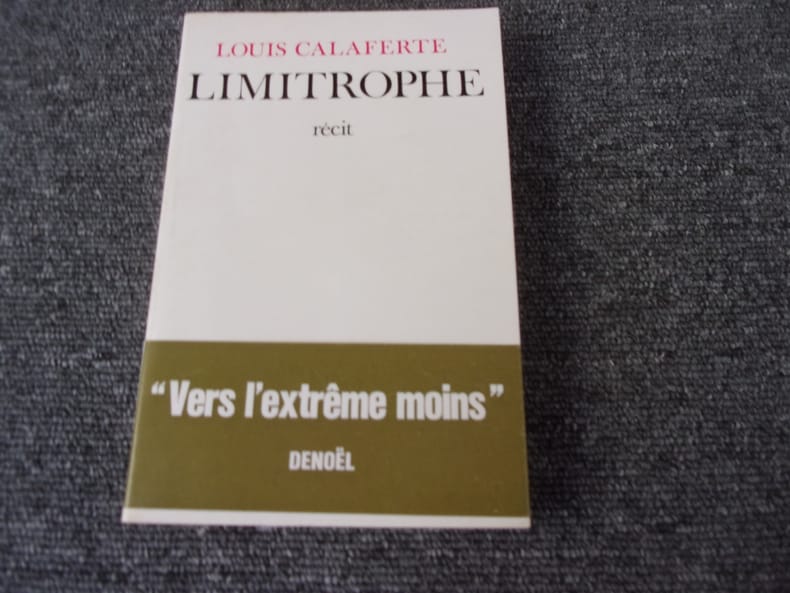 LOUIS CALAFERTE
LIMITROPHE
récit
“Vers l'extrême moins”
DENOËL